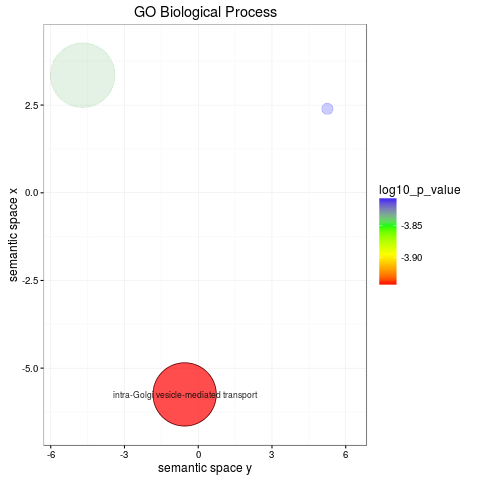 GO Biological Process
2.5
0.0
-2.5
-5.0
semantic space x
intra-Golgi vesicle-mediated transport
-6
-3
0
3
6
semantic space y
log10_p_value
-3.85
-3.90